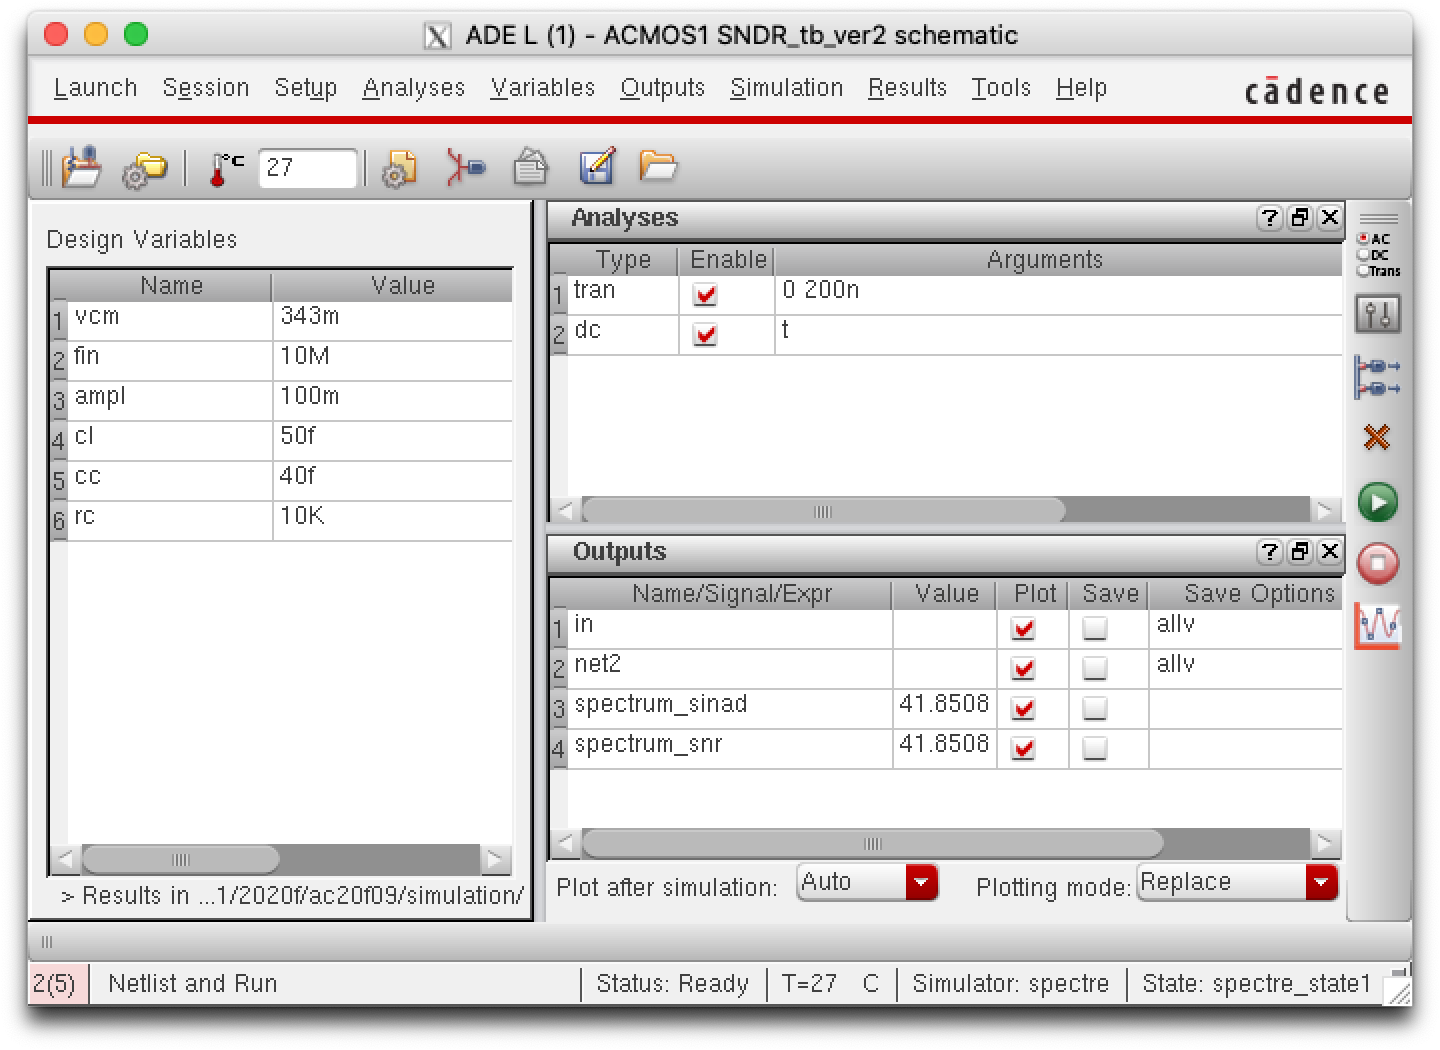 ADE L (1) - ACMOS1 SNDR_tb_ver2 schematic
Launch Session Setup Analyses Variables Outputs Simulation Results Tools Help cādence
°C 27
Design Variables
Name Value
1 vcm 343m
2 fin 10M
3 ampl 100m
4 cl 50f
5 cc 40f
6 rc 10K
> Results in ...1/2020f/ac20f09/simulation/
Analyses
Type Enable Arguments
1 tran 0 200n
2 dc t
Outputs
Name/Signal/Expr Value Plot Save Save Options
1 in allv
2 net2 allv
3 spectrum_sinad 41.8508
4 spectrum_snr 41.8508
Plot after simulation: Auto Plotting mode: Replace
AC
DC
Trans
2(5) Netlist and Run Status: Ready T=27 C Simulator: spectre State: spectre_state1